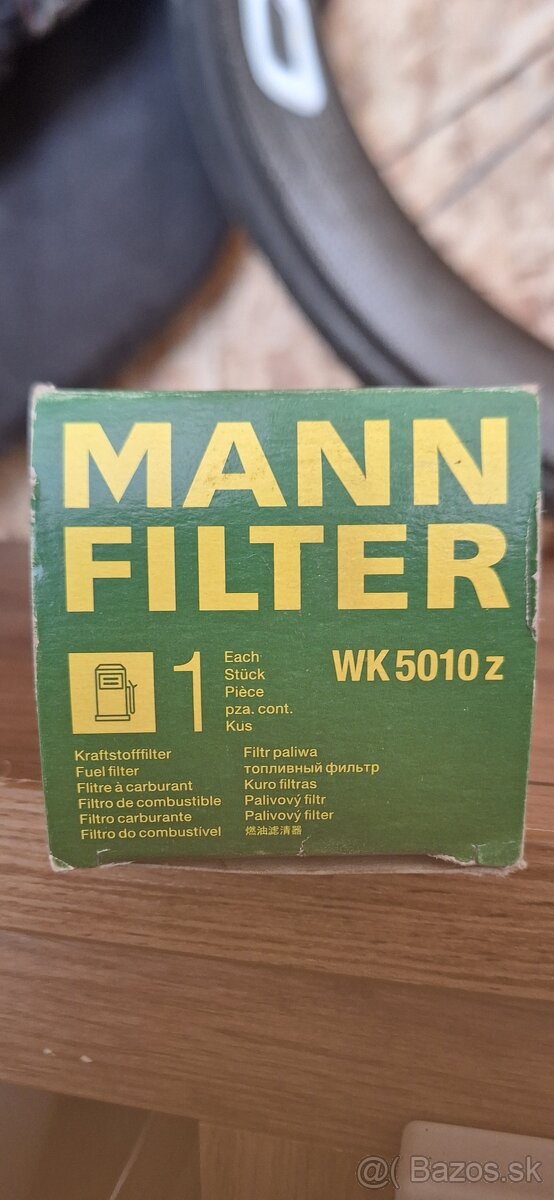 MANN
FILTER
1
Each
Stück
Pièce
pza. cont.
Kus
WK 5010 z
Kraftstofffilter
Fuel filter
Flitre à carburant
Filtro de combustible
Filtro carburante
Filtro do combustível
Filtr paliwa
топливный фильтр
Kuro filtras
Palivový filtr
Palivový filter
燃油滤清器
@( Bazos.sk